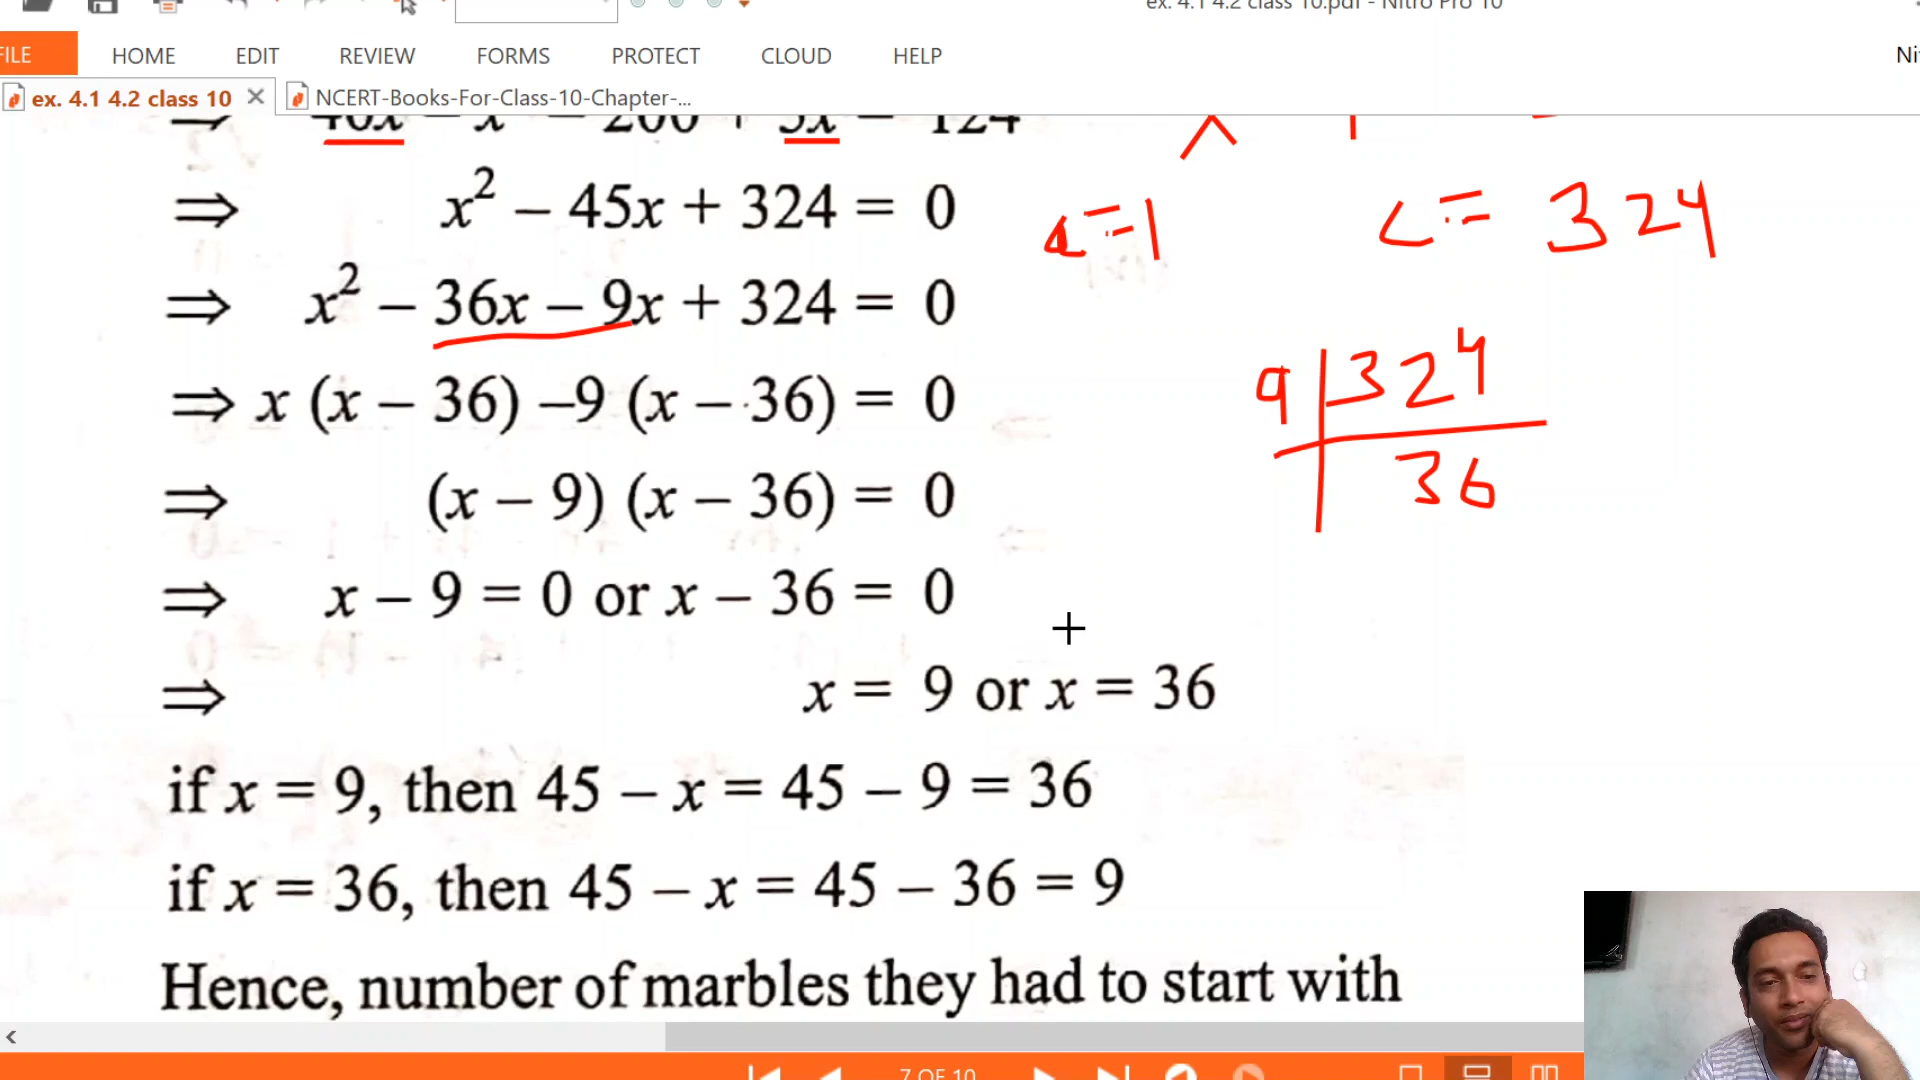 ex. 4.1 4.2 class 10.pdf - Nitro Pro 10
FILE HOME EDIT REVIEW FORMS PROTECT CLOUD HELP
ex. 4.1 4.2 class 10 NCERT-Books-For-Class-10-Chapter-...
⇒ x² – 45x + 324 = 0
⇒ x² – 36x – 9x + 324 = 0
⇒ x (x – 36) –9 (x – 36) = 0
⇒ (x – 9) (x – 36) = 0
⇒ x – 9 = 0 or x – 36 = 0
⇒ x = 9 or x = 36
if x = 9, then 45 – x = 45 – 9 = 36
if x = 36, then 45 – x = 45 – 36 = 9
Hence, number of marbles they had to start with
c = 324
9 324
36
7 OF 10